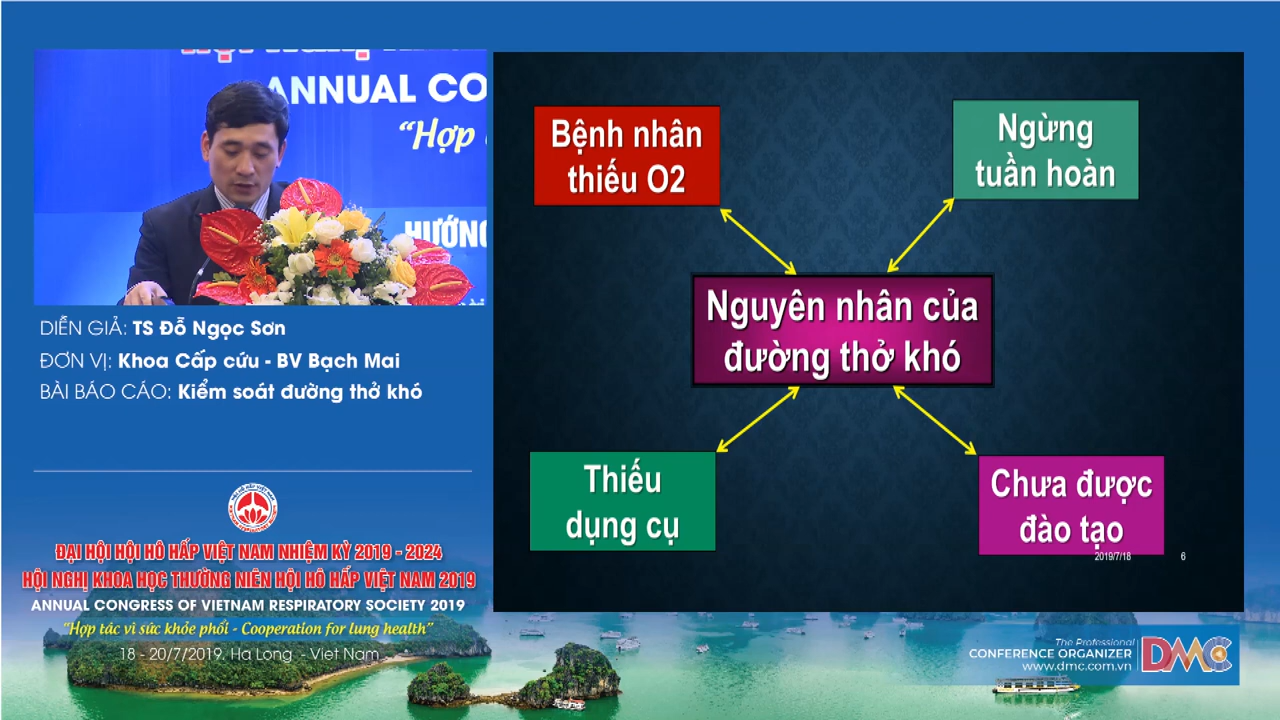 ANNUAL CO
“Hợp
HƯỚNG
DIỄN GIẢ: TS Đỗ Ngọc Sơn
ĐƠN VỊ: Khoa Cấp cứu - BV Bạch Mai
BÀI BÁO CÁO: Kiểm soát đường thở khó
Bệnh nhân
thiếu O2
Ngừng
tuần hoàn
Nguyên nhân của
đường thở khó
Thiếu
dụng cụ
Chưa được
đào tạo
2019/7/18
6
ĐẠI HỘI HỘI HÔ HẤP VIỆT NAM NHIỆM KỲ 2019 - 2024
HỘI NGHỊ KHOA HỌC THƯỜNG NIÊN HỘI HÔ HẤP VIỆT NAM 2019
ANNUAL CONGRESS OF VIETNAM RESPIRATORY SOCIETY 2019
“Hợp tác vì sức khỏe phổi - Cooperation for lung health”
18 - 20/7/2019. Ha Long - Viet Nam
The Professional
CONFERENCE ORGANIZER
www.dmc.com.vn
DMC